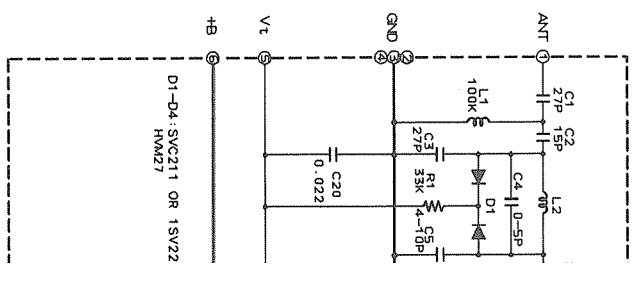 ANT
GND
Vt
+B
1
2
3
4
5
6
C1
27P
C2
15P
L1
100K
C3
27P
C4
0-5P
L2
D1
R1
33K
C5
4-10P
C20
0.022
D1-D4:SVC211 OR 1SV22
HVM27